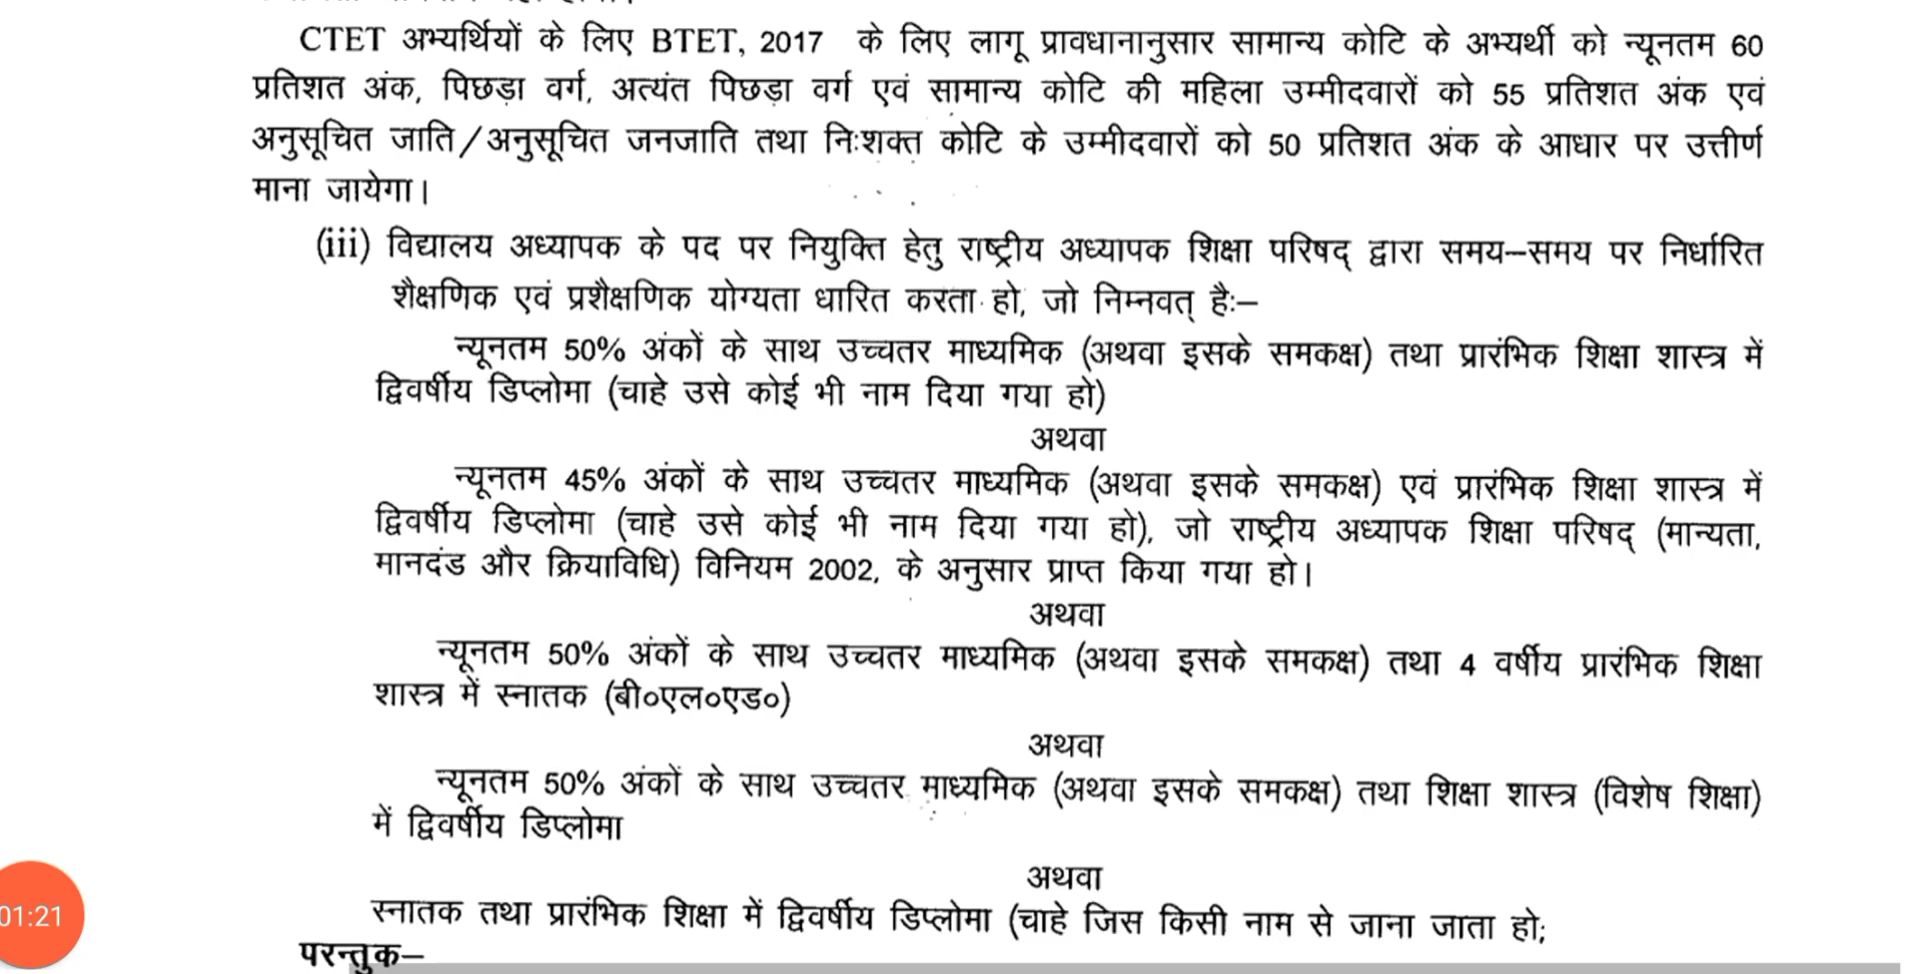 CTET अभ्यर्थियों के लिए BTET, 2017 के लिए लागू प्रावधानानुसार सामान्य कोटि के अभ्यर्थी को न्यूनतम 60
प्रतिशत अंक, पिछड़ा वर्ग, अत्यंत पिछड़ा वर्ग एवं सामान्य कोटि की महिला उम्मीदवारों को 55 प्रतिशत अंक एवं
अनुसूचित जाति/अनुसूचित जनजाति तथा निःशक्त कोटि के उम्मीदवारों को 50 प्रतिशत अंक के आधार पर उत्तीर्ण
माना जायेगा।
(iii) विद्यालय अध्यापक के पद पर नियुक्ति हेतु राष्ट्रीय अध्यापक शिक्षा परिषद् द्वारा समय–समय पर निर्धारित
शैक्षणिक एवं प्रशैक्षणिक योग्यता धारित करता हो, जो निम्नवत् हैः–
न्यूनतम 50% अंकों के साथ उच्चतर माध्यमिक (अथवा इसके समकक्ष) तथा प्रारंभिक शिक्षा शास्त्र में
द्विवर्षीय डिप्लोमा (चाहे उसे कोई भी नाम दिया गया हो)
अथवा
न्यूनतम 45% अंकों के साथ उच्चतर माध्यमिक (अथवा इसके समकक्ष) एवं प्रारंभिक शिक्षा शास्त्र में
द्विवर्षीय डिप्लोमा (चाहे उसे कोई भी नाम दिया गया हो), जो राष्ट्रीय अध्यापक शिक्षा परिषद् (मान्यता,
मानदंड और क्रियाविधि) विनियम 2002, के अनुसार प्राप्त किया गया हो।
अथवा
न्यूनतम 50% अंकों के साथ उच्चतर माध्यमिक (अथवा इसके समकक्ष) तथा 4 वर्षीय प्रारंभिक शिक्षा
शास्त्र में स्नातक (बी०एल०एड०)
अथवा
न्यूनतम 50% अंकों के साथ उच्चतर माध्यमिक (अथवा इसके समकक्ष) तथा शिक्षा शास्त्र (विशेष शिक्षा)
में द्विवर्षीय डिप्लोमा
अथवा
स्नातक तथा प्रारंभिक शिक्षा में द्विवर्षीय डिप्लोमा (चाहे जिस किसी नाम से जाना जाता हो;
परन्तुक–
01:21